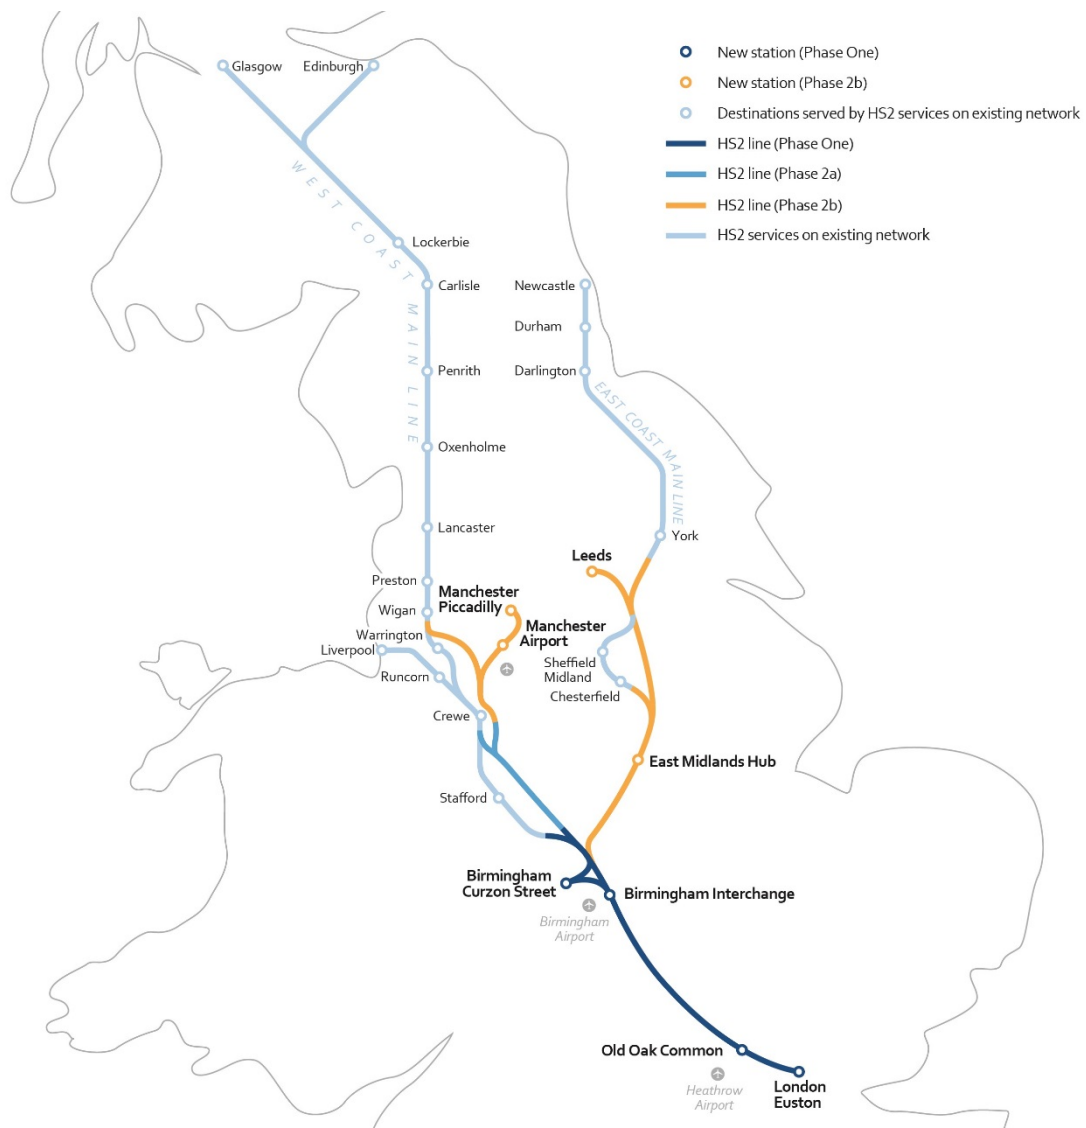 Glasgow
Edinburgh
New station (Phase One)
New station (Phase 2b)
Destinations served by HS2 services on existing network
HS2 line (Phase One)
HS2 line (Phase 2a)
HS2 line (Phase 2b)
HS2 services on existing network
WEST COAST MAIN LINE
Lockerbie
Carlisle
Newcastle
Durham
Penrith
Darlington
EAST COAST MAIN LINE
Oxenholme
Lancaster
York
Leeds
Preston
Manchester
Piccadilly
Wigan
Manchester
Airport
Warrington
Liverpool
Sheffield
Midland
Runcorn
Chesterfield
Crewe
East Midlands Hub
Stafford
Birmingham
Curzon Street
Birmingham Interchange
Birmingham
Airport
Old Oak Common
Heathrow
Airport
London
Euston